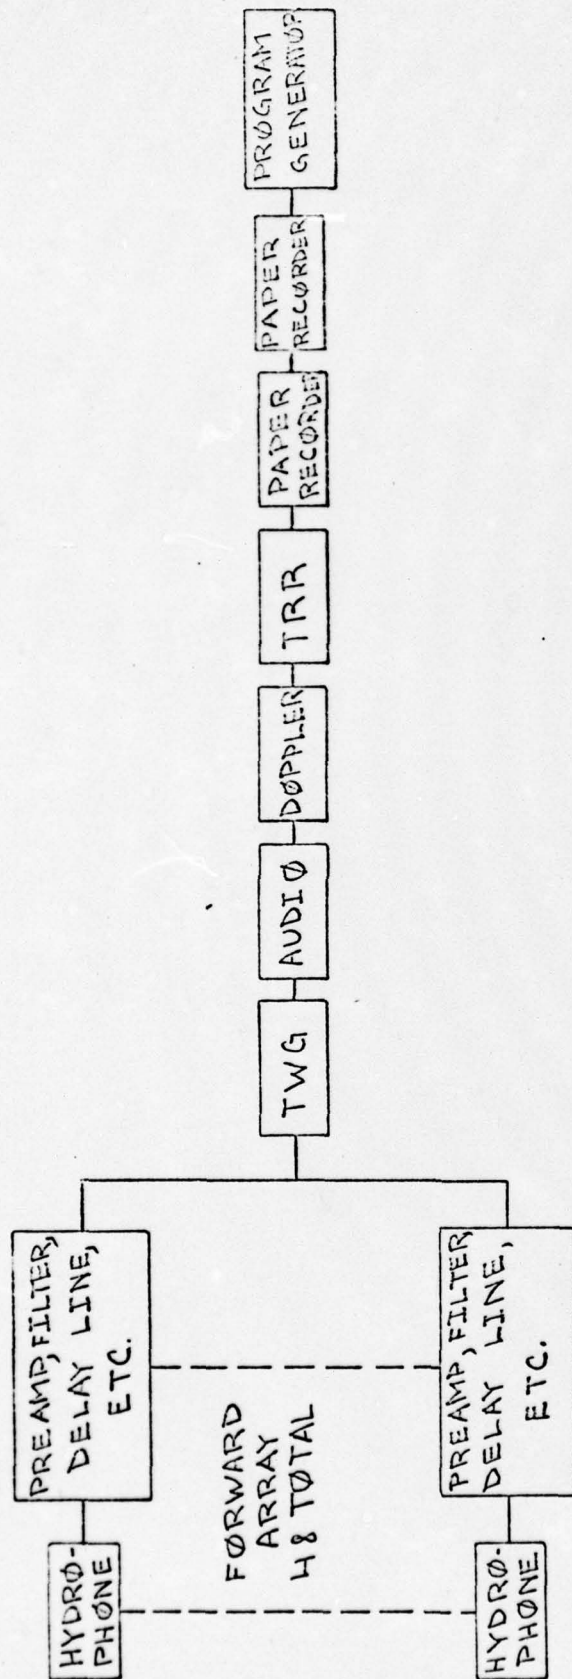 HYDRØ-
PHØNE
PREAMP, FILTER,
DELAY LINE,
ETC.
FØRWARD
ARRAY
48 TØTAL
HYDRØ-
PHØNE
PREAMP, FILTER
DELAY LINE,
ETC.
TWG
AUDIØ
DØPPLER
TRR
PAPER
RECØRDER
PAPER
RECØRDER
PRØGRAM
GENERATØR